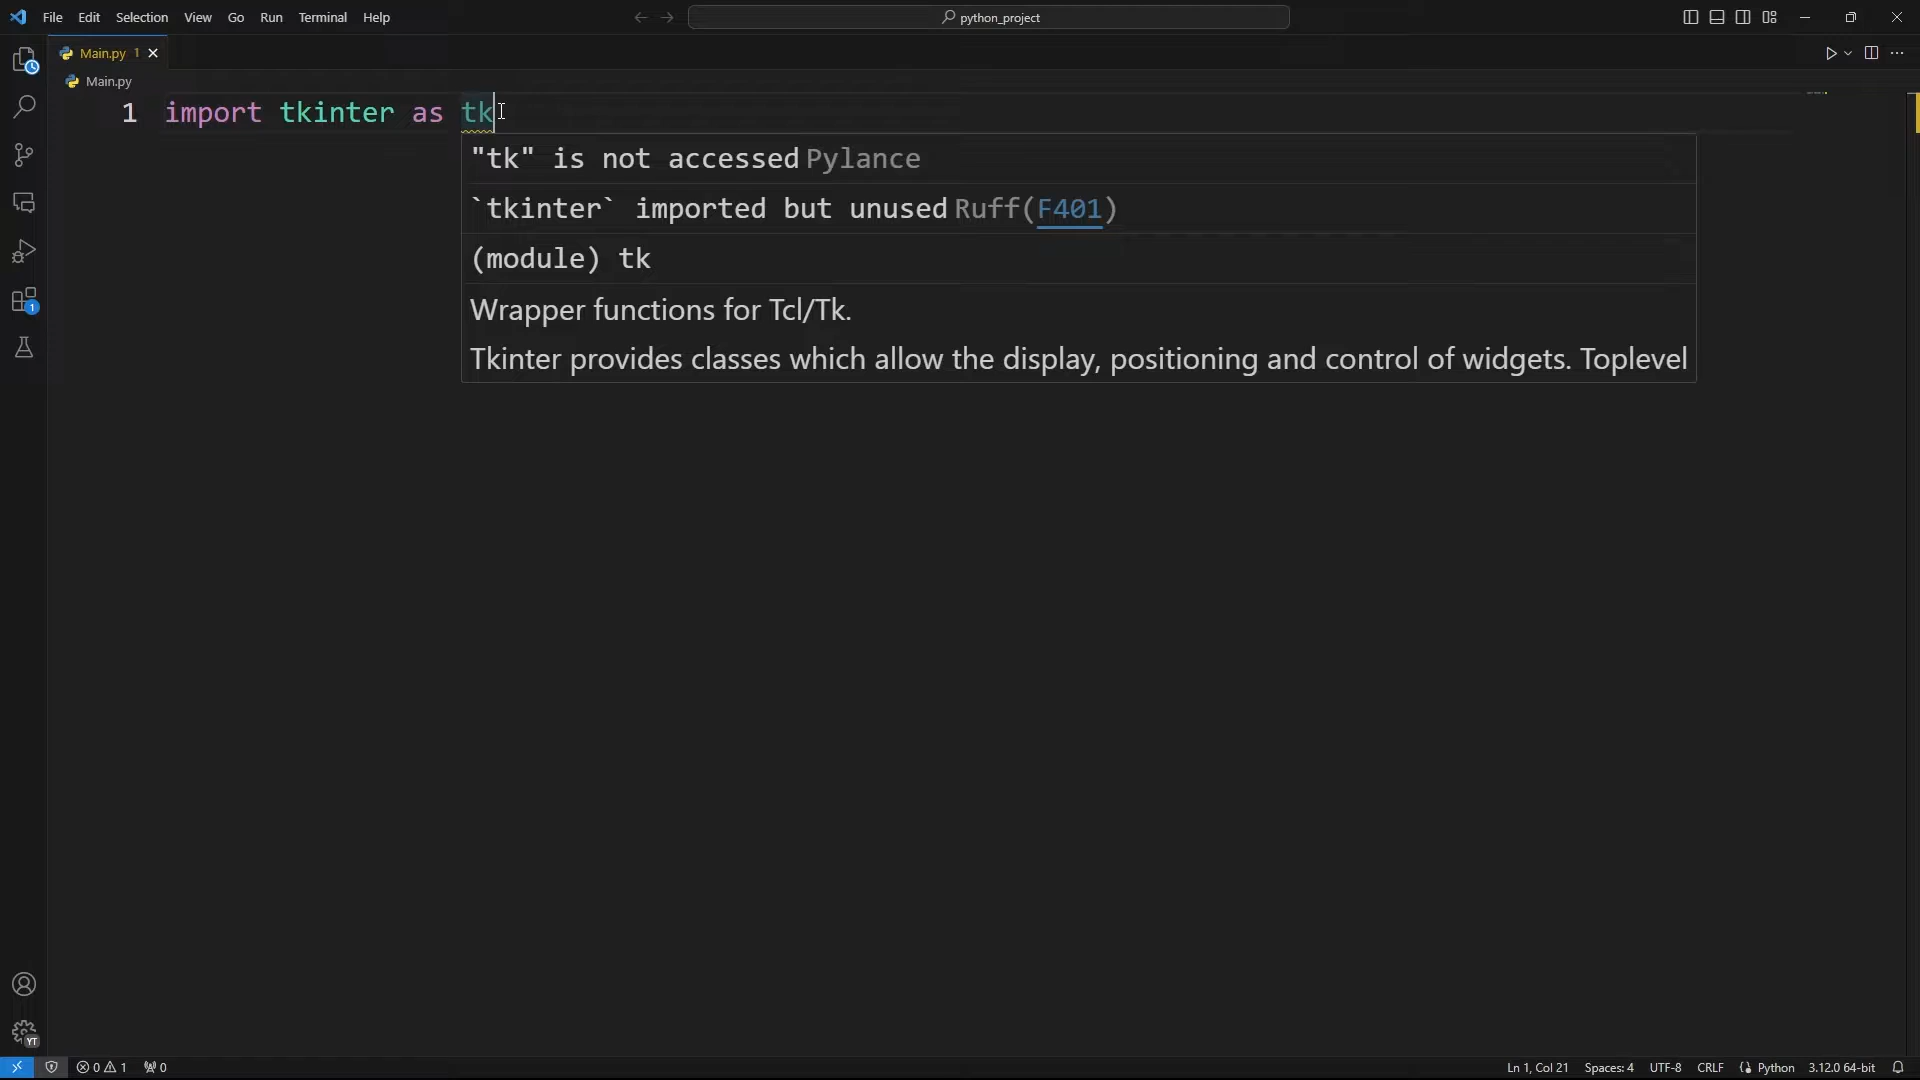 File Edit Selection View Go Run Terminal Help
python_project
Main.py 1
Main.py
1 import tkinter as tk
"tk" is not accessed Pylance
`tkinter` imported but unused Ruff(F401)
(module) tk
Wrapper functions for Tcl/Tk.
Tkinter provides classes which allow the display, positioning and control of widgets. Toplevel
1
YT
0 1 0
Ln 1, Col 21 Spaces: 4 UTF-8 CRLF Python 3.12.0 64-bit